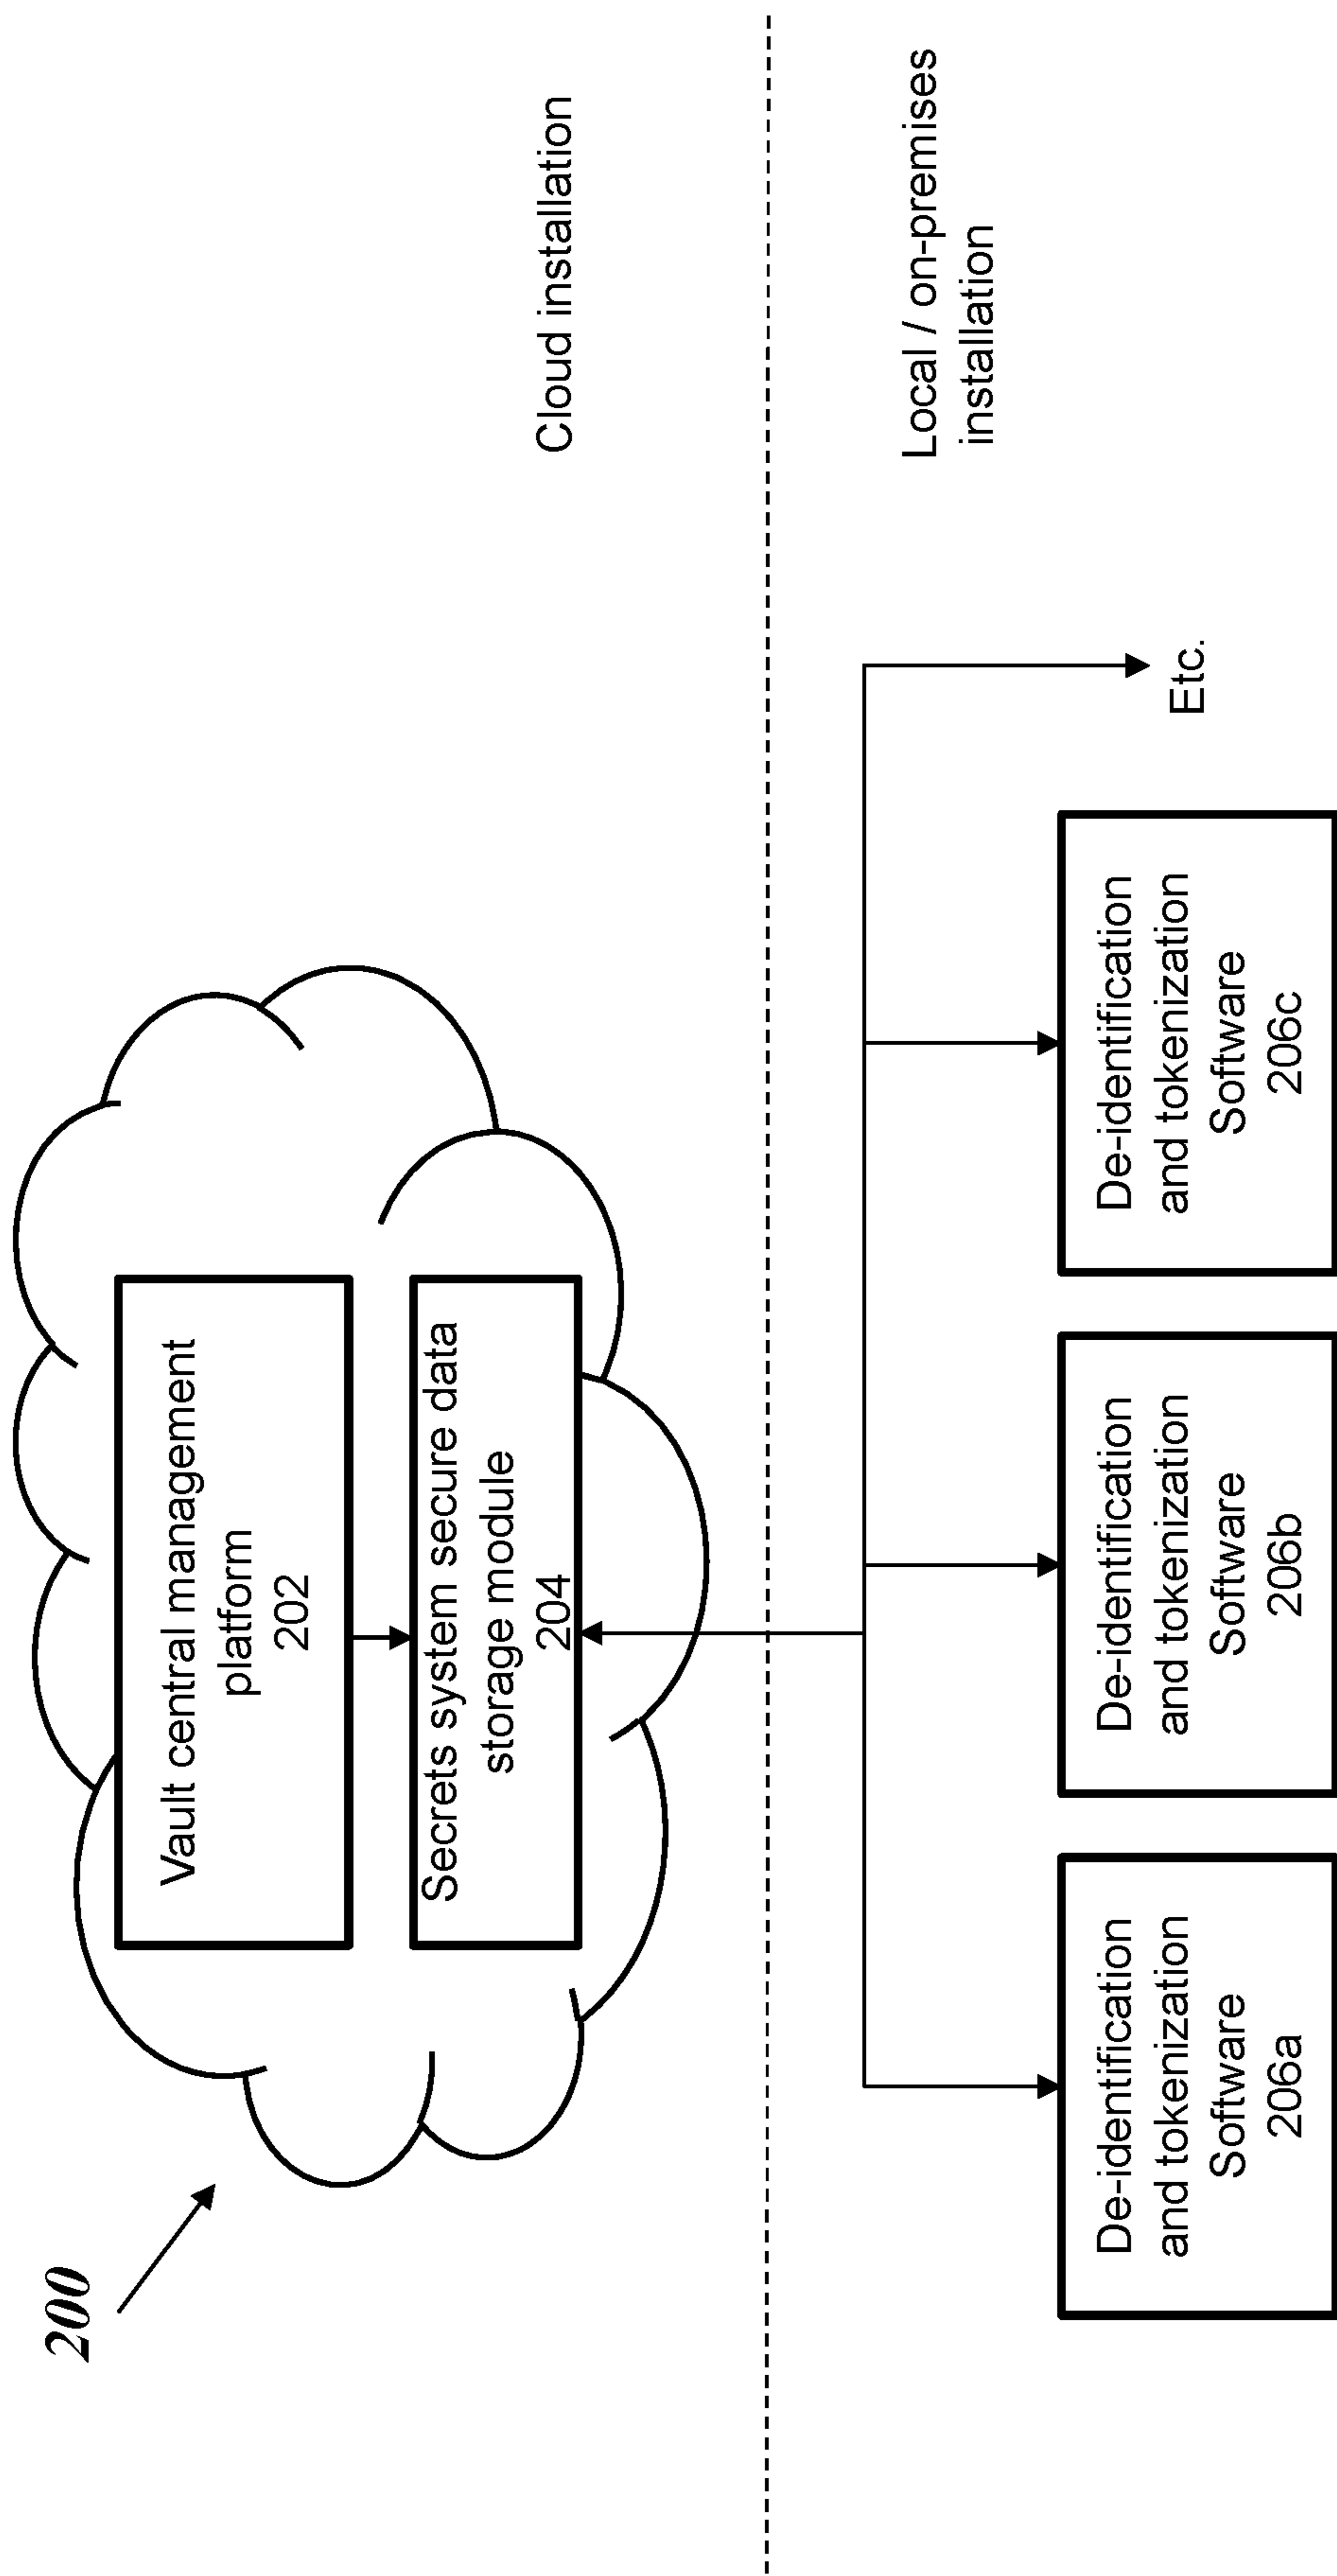 200
Vault central management
platform
202
Secrets system secure data
storage module
204
Cloud installation
Local / on-premises
installation
De-identification
and tokenization
Software
206a
De-identification
and tokenization
Software
206b
De-identification
and tokenization
Software
206c
Etc.